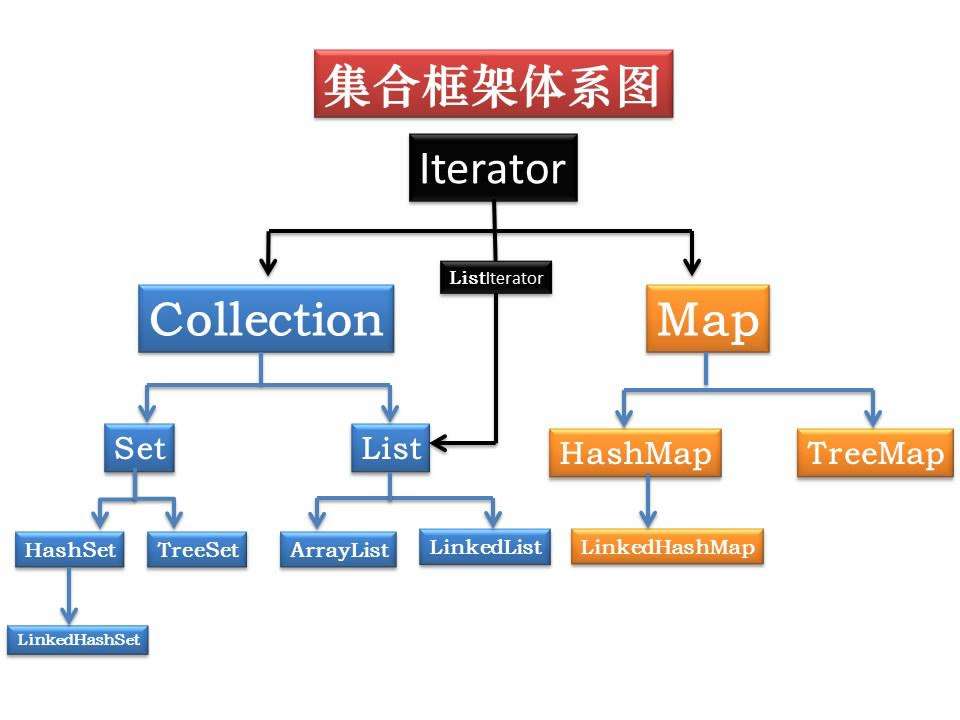 集合框架体系图
Iterator
ListIterator
Collection
Map
Set
List
HashMap
TreeMap
HashSet
TreeSet
ArrayList
LinkedList
LinkedHashMap
LinkedHashSet